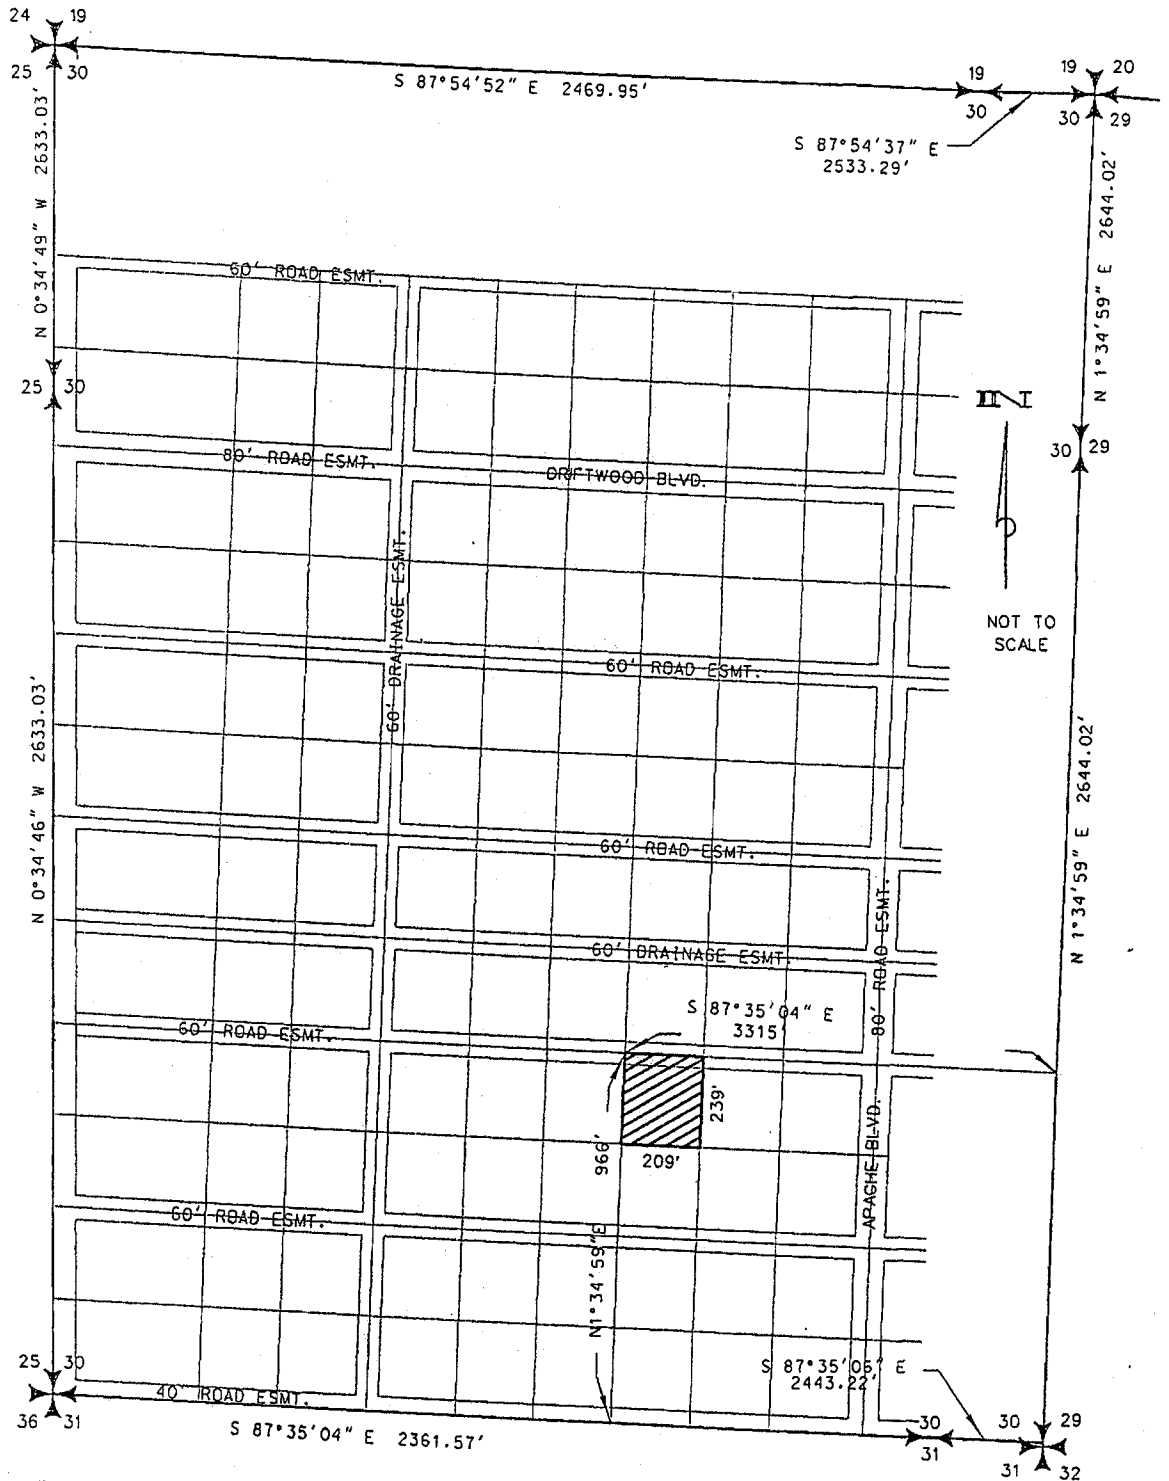 24 19
25 30
S 87°54'52" E 2469.95'
19
30
19 20
30 29
S 87°54'37" E
2533.29'
N 0°34'49" W 2633.03'
N 1°34'59" E 2644.02'
60' ROAD ESMT.
25 30
N
30 29
80' ROAD ESMT.
DRIFTWOOD BLVD.
60' DRAINAGE ESMT.
NOT TO
SCALE
60' ROAD ESMT.
N 0°34'46" W 2633.03'
N 1°34'59" E 2644.02'
60' ROAD ESMT.
80' ROAD ESMT.
60' DRAINAGE ESMT.
S 87°35'04" E
3315'
60' ROAD ESMT.
239'
966'
209'
APACHE BLVD.
60' ROAD ESMT.
N1°34'59"E
25 30
36 31
40' ROAD ESMT.
S 87°35'04" E 2361.57'
S 87°35'06" E
2443.22'
30
31
30 29
31 32